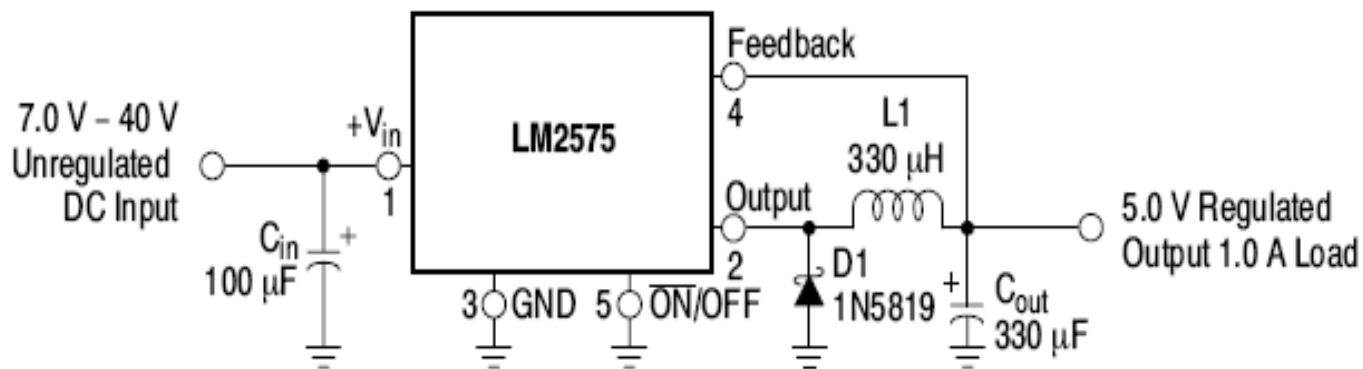 7.0 V – 40 V
Unregulated
DC Input
+Vin
1
Cin
+
100 μF
LM2575
3 GND
5 O̅N̅/OFF
Feedback
4
Output
2
L1
330 μH
D1
1N5819
+
Cout
330 μF
5.0 V Regulated
Output 1.0 A Load